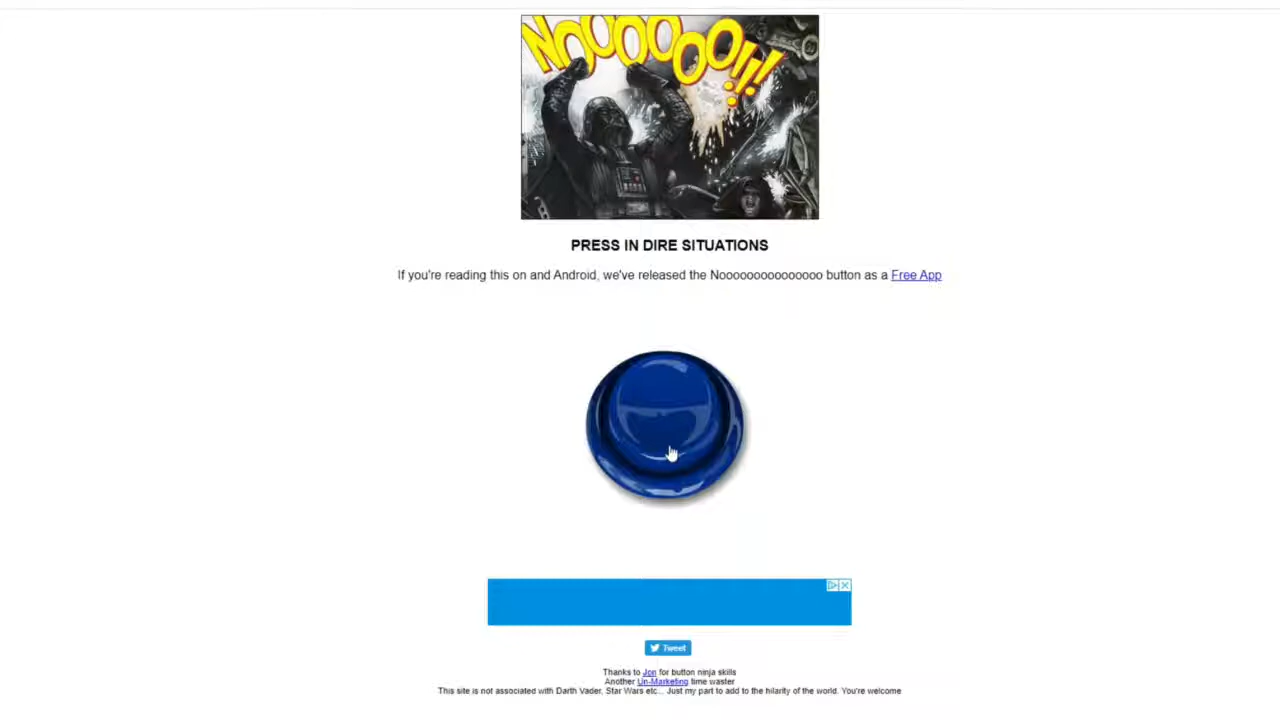 NOOOOOO!!!
PRESS IN DIRE SITUATIONS
If you're reading this on and Android, we've released the Nooooooooooooooo button as a Free App
Tweet
Thanks to Jon for button ninja skills
Another Un-Marketing time waster
This site is not associated with Darth Vader, Star Wars etc... Just my part to add to the hilarity of the world. You're welcome